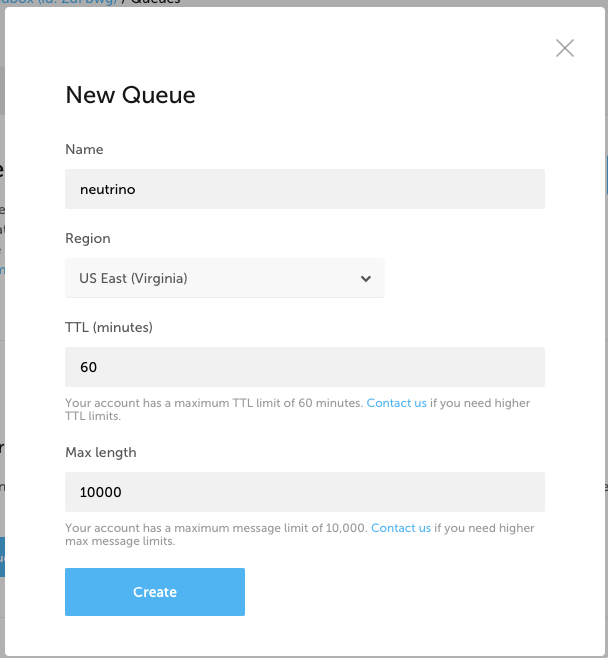 / Queues
New Queue
Name
neutrino
Region
US East (Virginia)
TTL (minutes)
60
Your account has a maximum TTL limit of 60 minutes. Contact us if you need higher
TTL limits.
Max length
10000
Your account has a maximum message limit of 10,000. Contact us if you need higher
max message limits.
Create